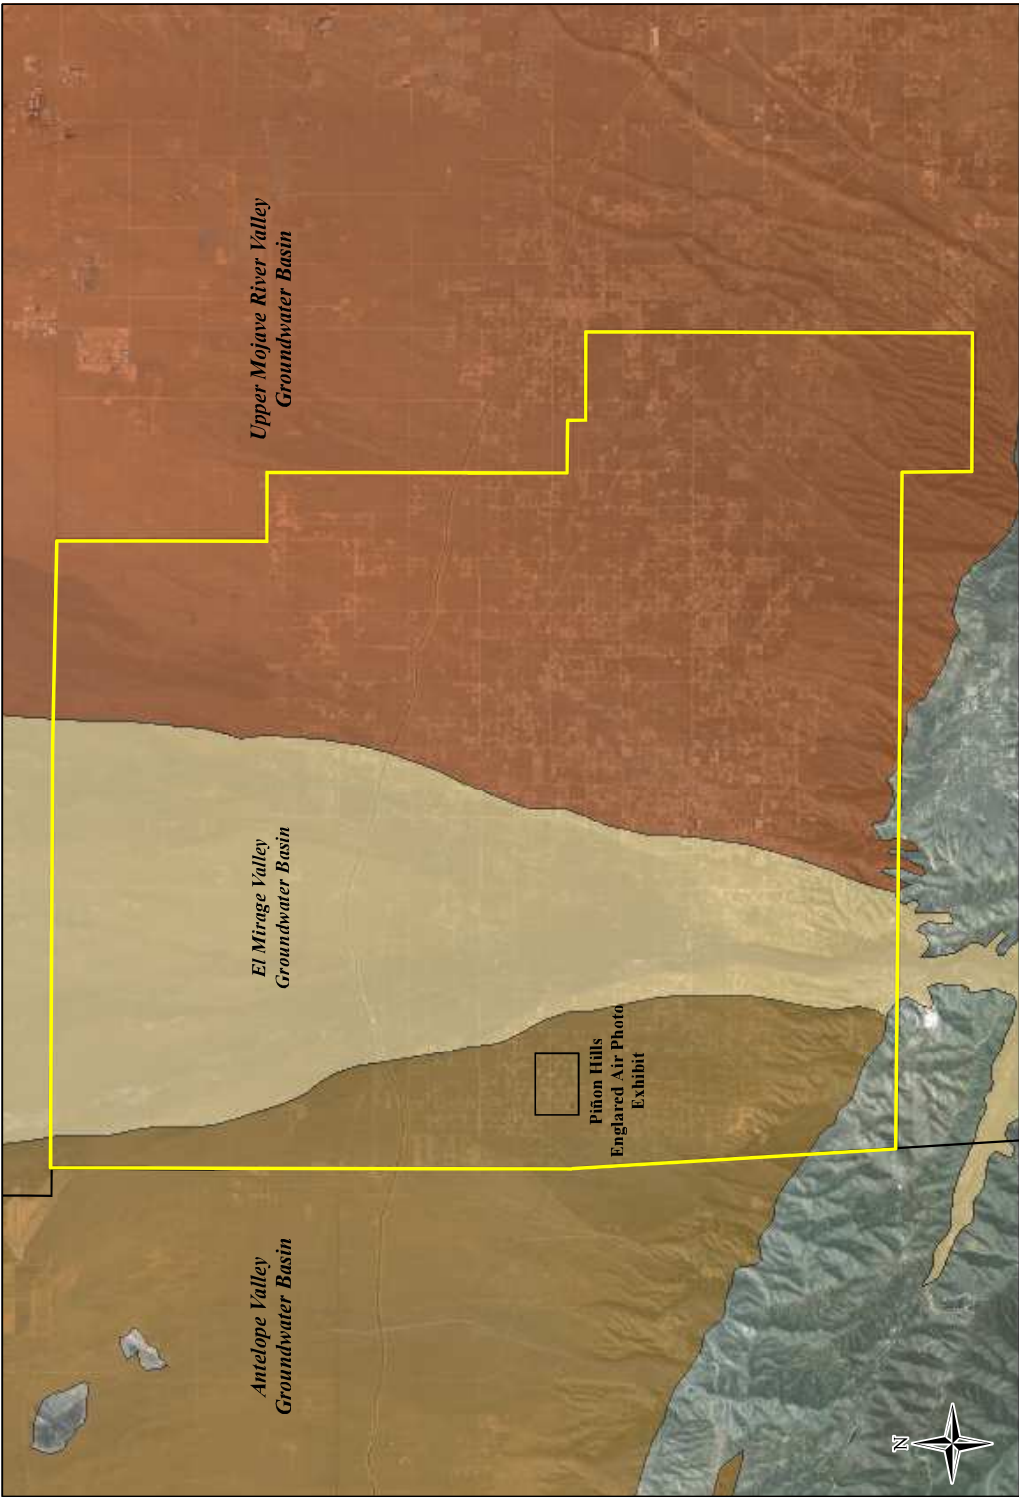 Upper Mojave River Valley
Groundwater Basin
El Mirage Valley
Groundwater Basin
Piñon Hills
Englared Air Photo
Exhibit
Antelope Valley
Groundwater Basin
N